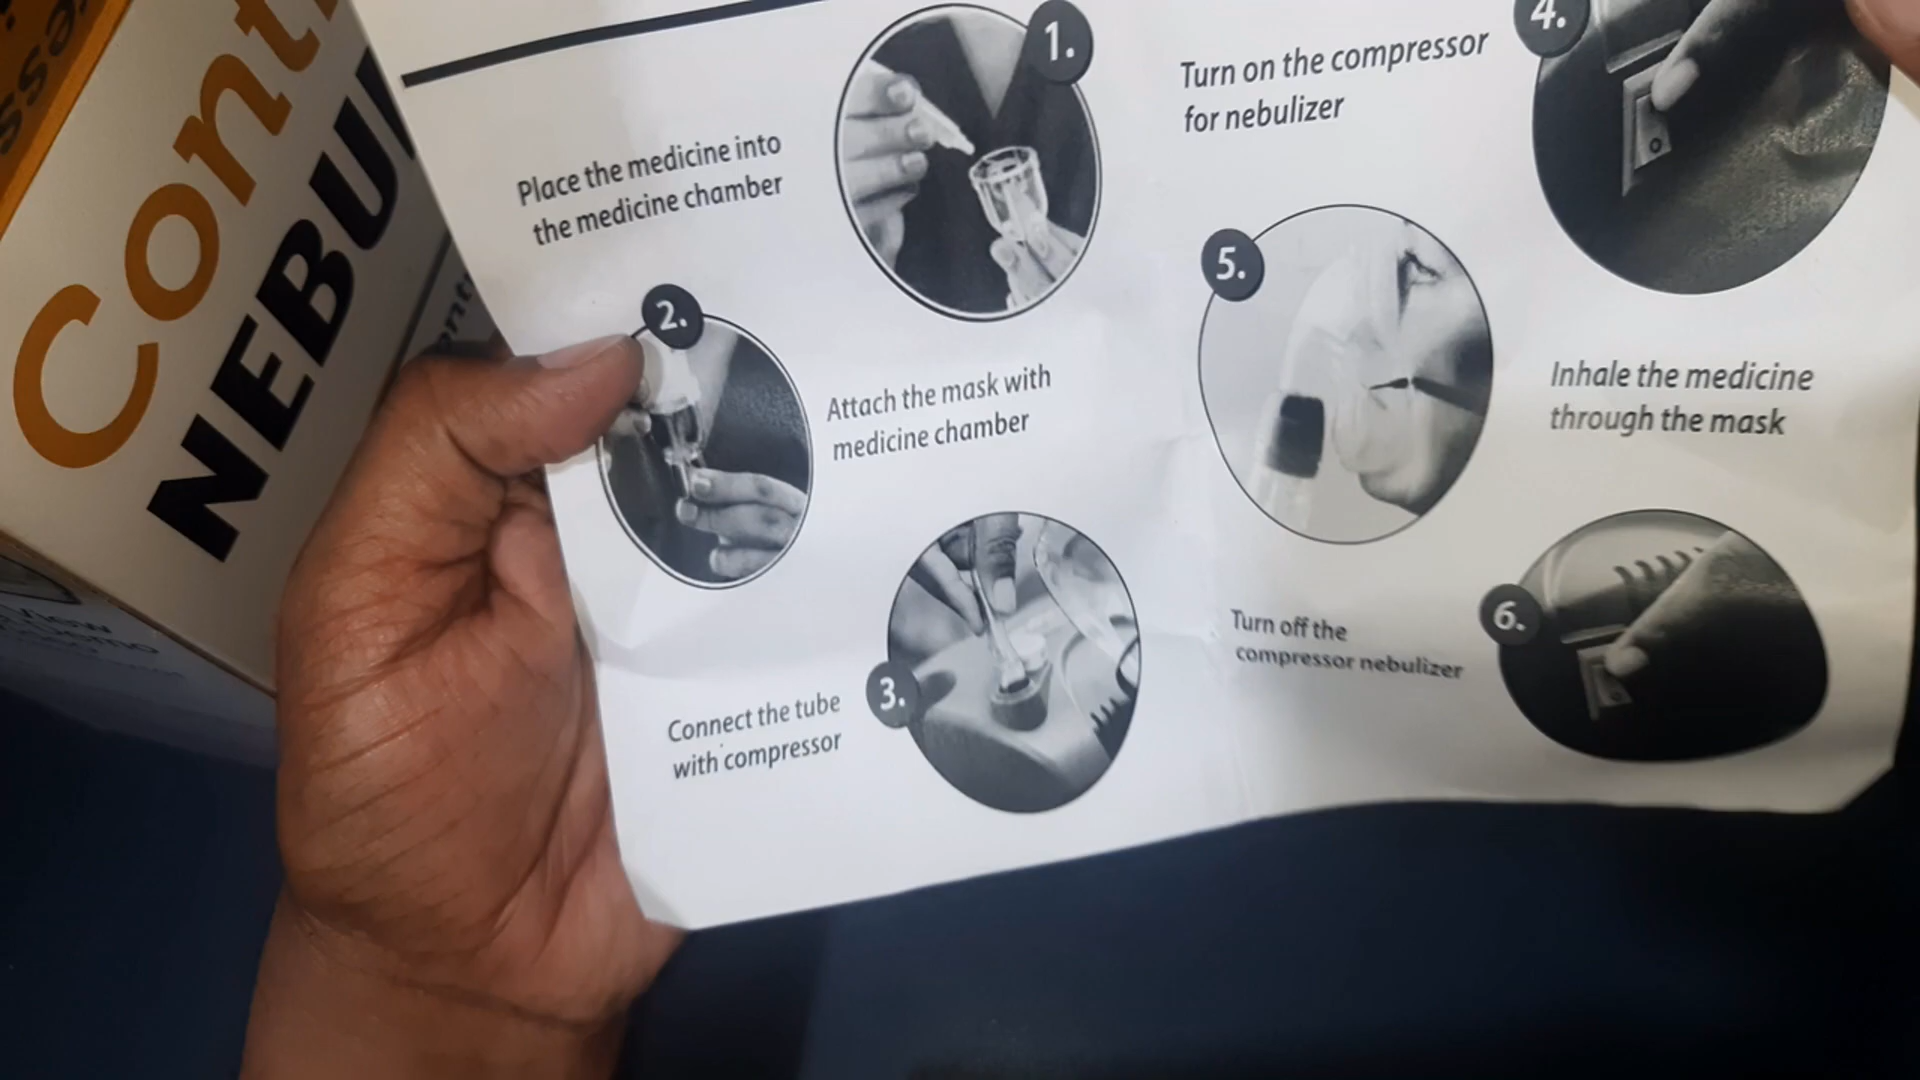 Cont
NEBU
1.
Place the medicine into
the medicine chamber
2.
Attach the mask with
medicine chamber
3.
Connect the tube
with compressor
4.
Turn on the compressor
for nebulizer
5.
Inhale the medicine
through the mask
6.
Turn off the
compressor nebulizer